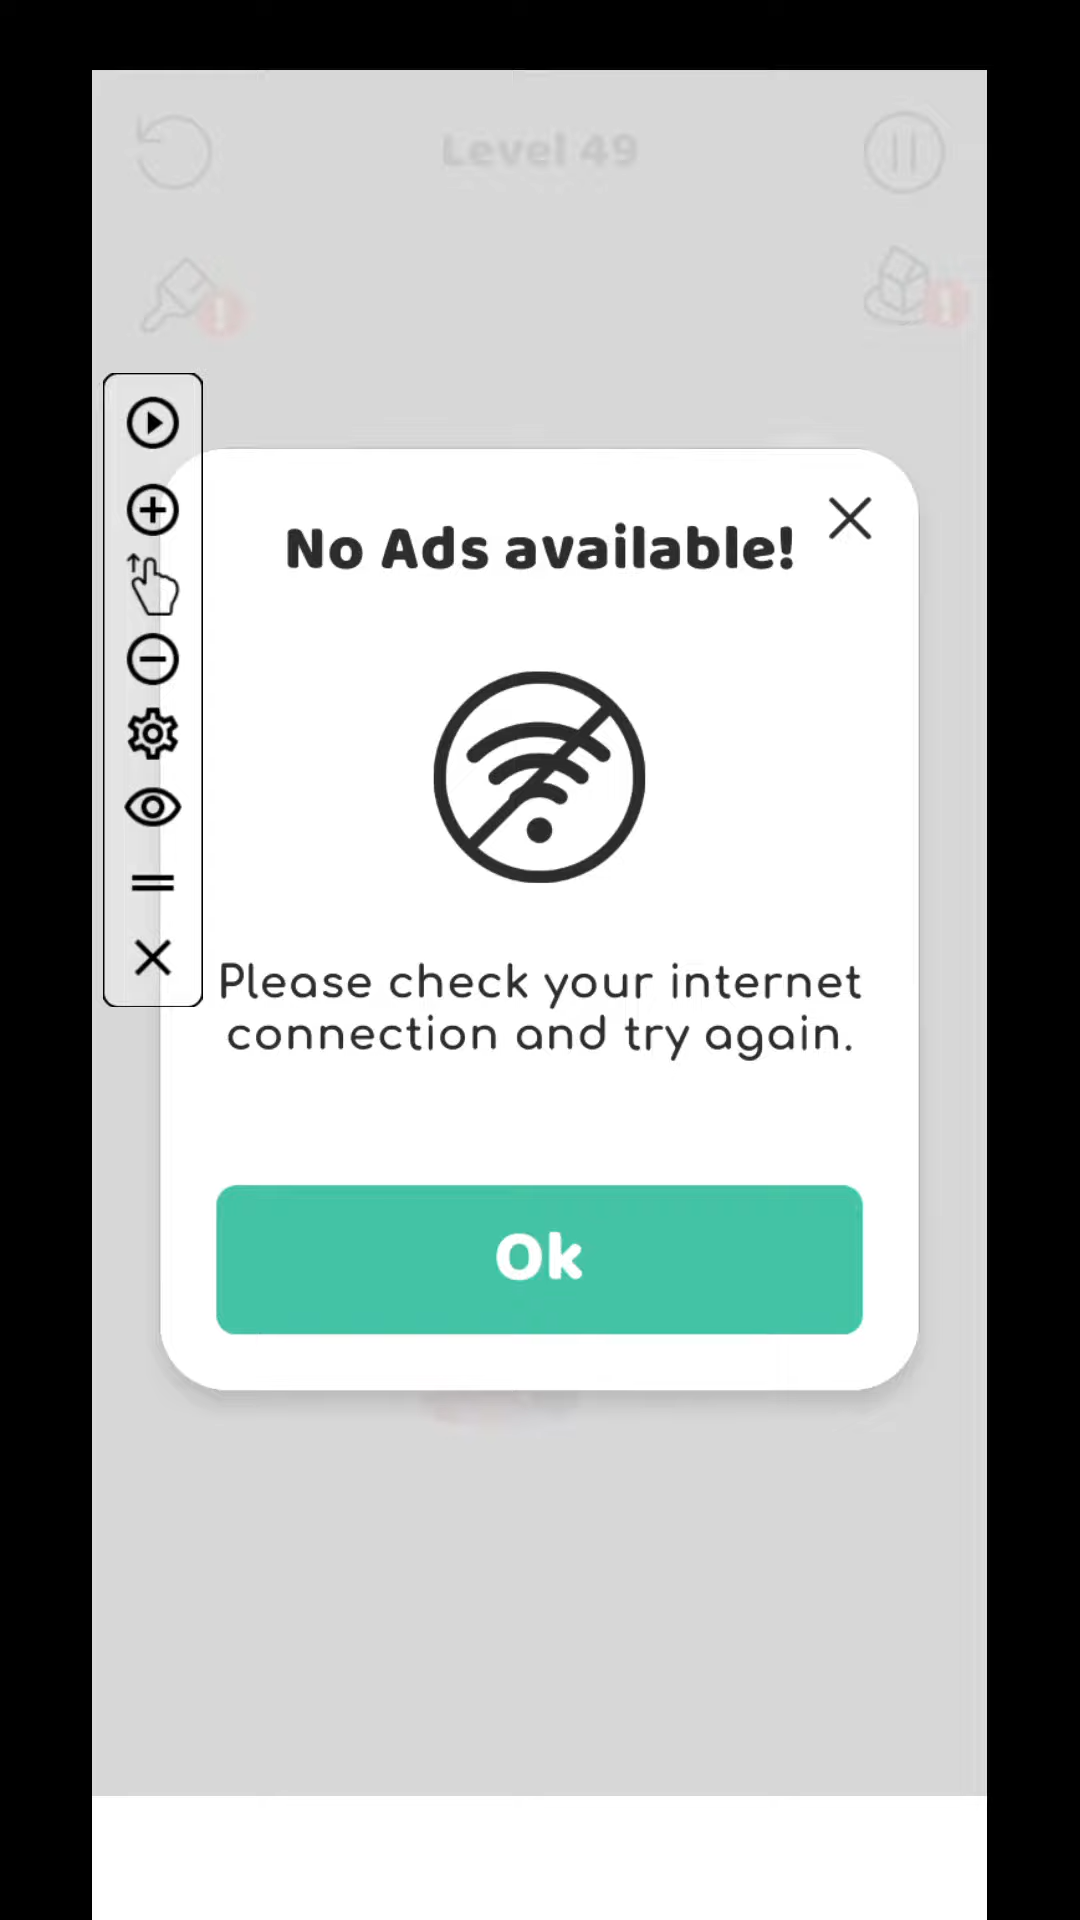 Level 49
No Ads available!
Please check your internet
connection and try again.
Ok